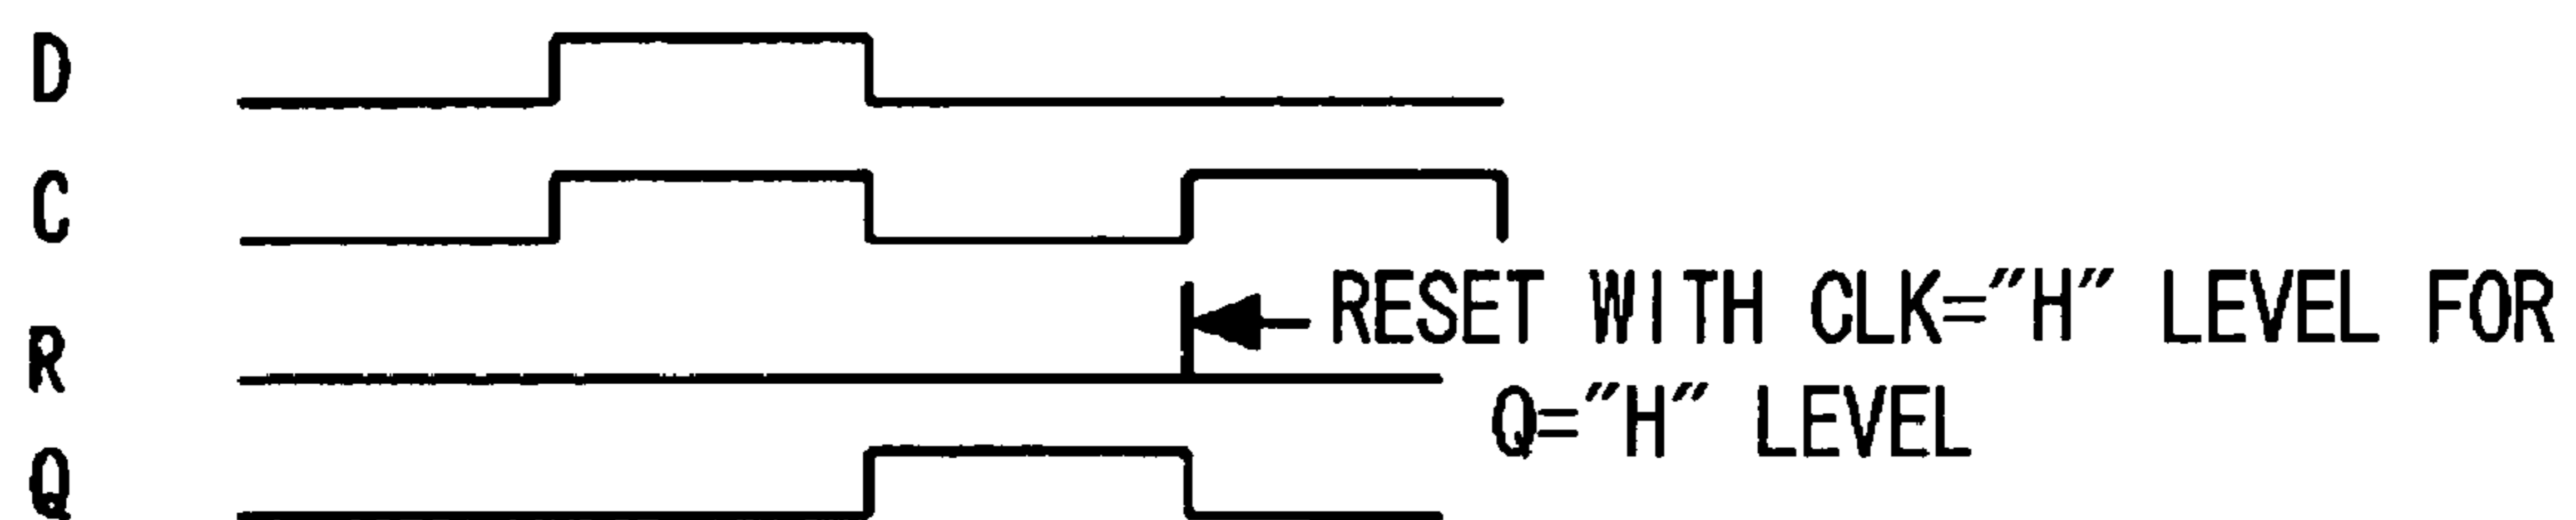 D
C
RESET WITH CLK="H" LEVEL FOR
R
Q="H" LEVEL
Q